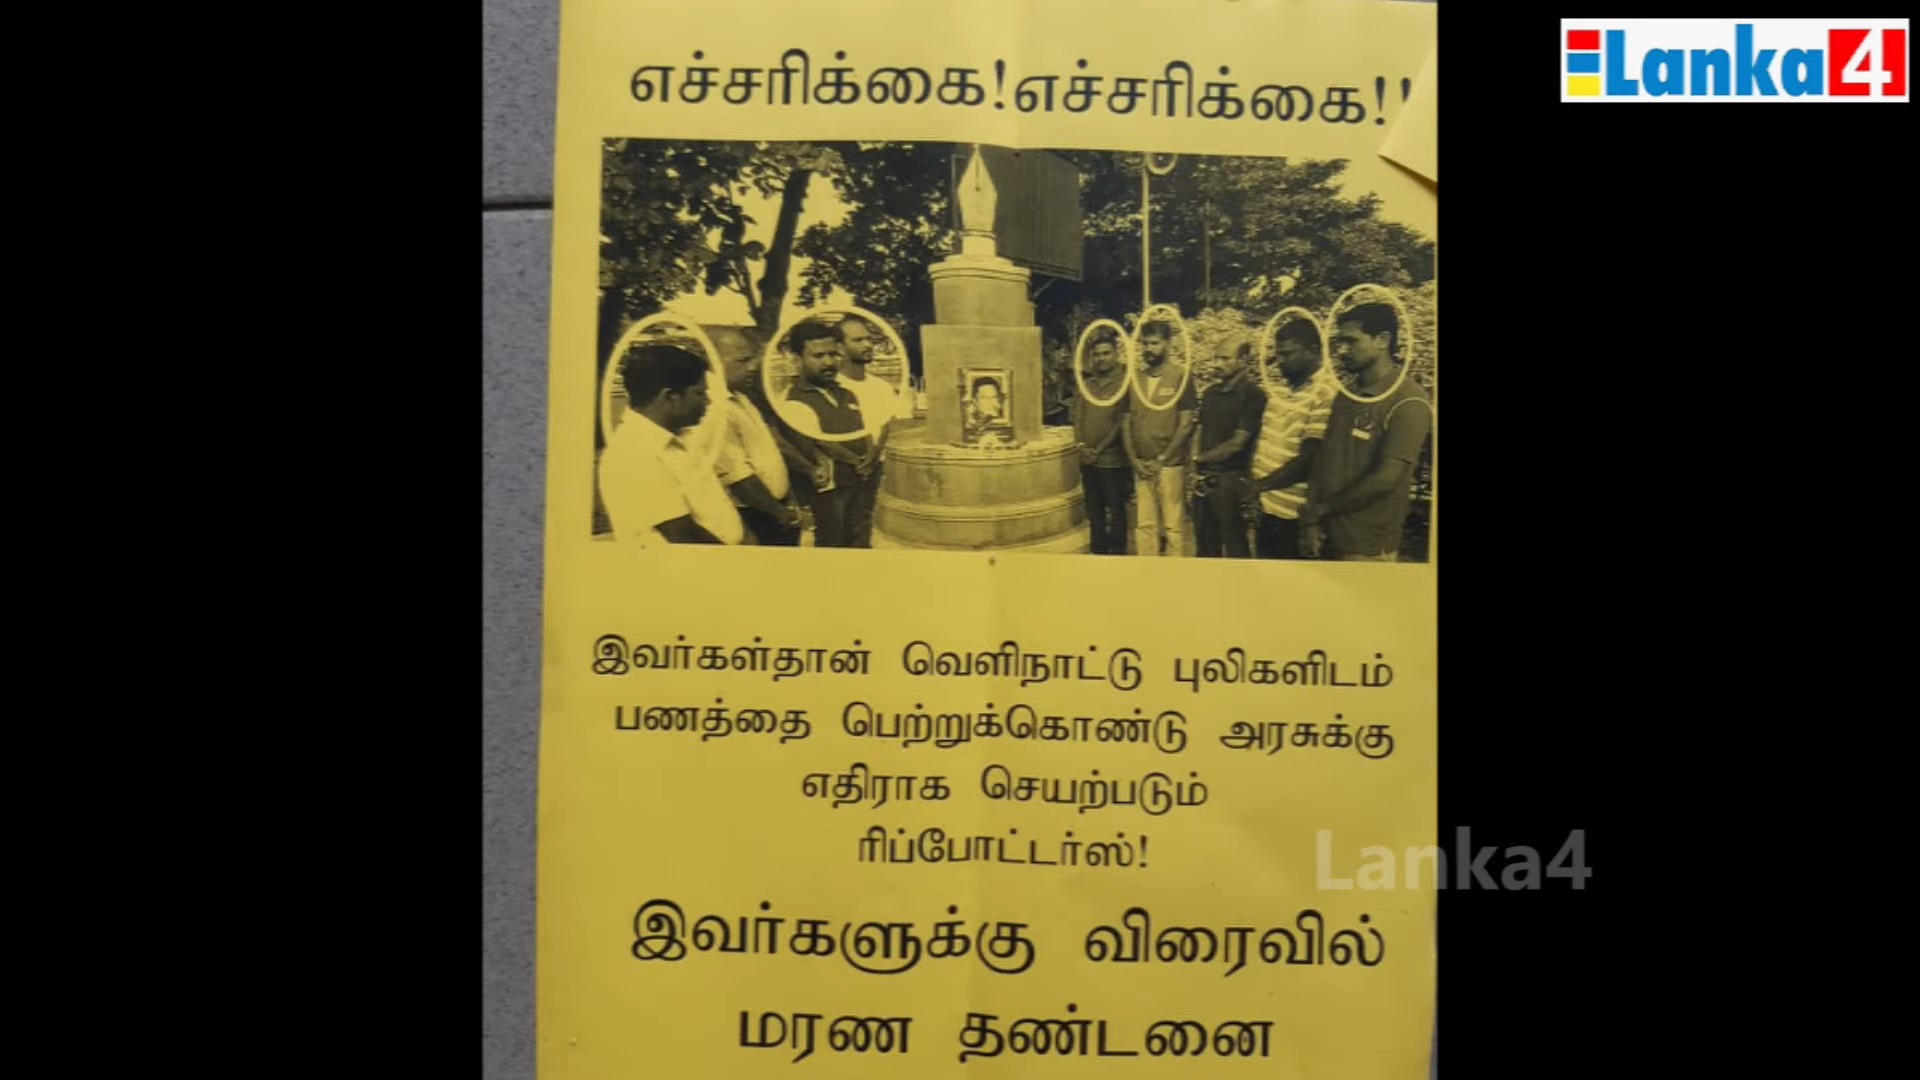 Lanka4
எச்சரிக்கை!எச்சரிக்கை!!
இவர்கள்தான் வெளிநாட்டு புலிகளிடம்
பணத்தை பெற்றுக்கொண்டு அரசுக்கு
எதிராக செயற்படும்
ரிப்போட்டர்ஸ்!
Lanka4
இவர்களுக்கு விரைவில்
மரண தண்டனை